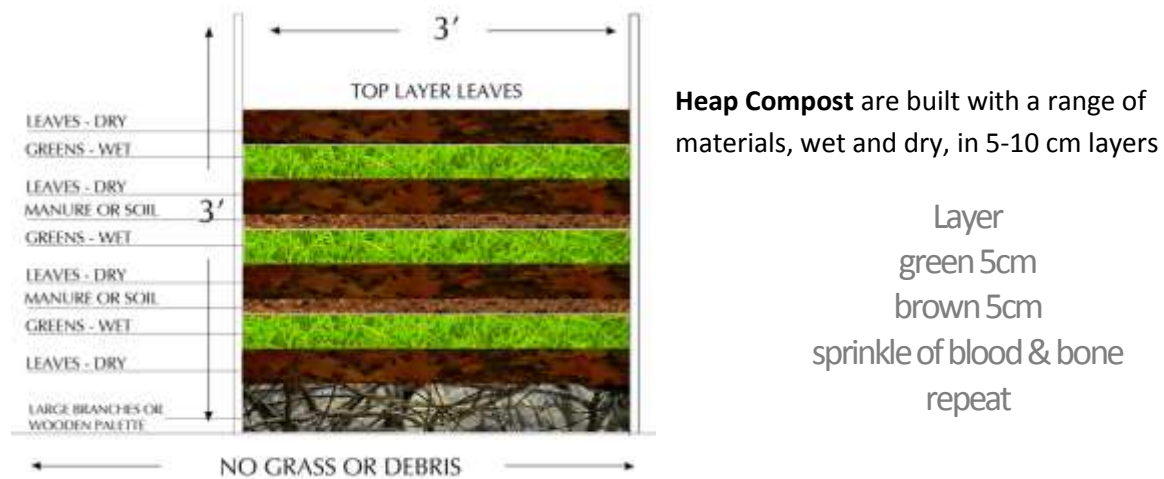 3′
TOP LAYER LEAVES
LEAVES - DRY
GREENS - WET
LEAVES - DRY
MANURE OR SOIL
3′
GREENS - WET
LEAVES - DRY
MANURE OR SOIL
GREENS - WET
LEAVES - DRY
LARGE BRANCHES OR
WOODEN PALETTE
NO GRASS OR DEBRIS
Heap Compost are built with a range of
materials, wet and dry, in 5-10 cm layers
Layer
green 5cm
brown 5cm
sprinkle of blood & bone
repeat